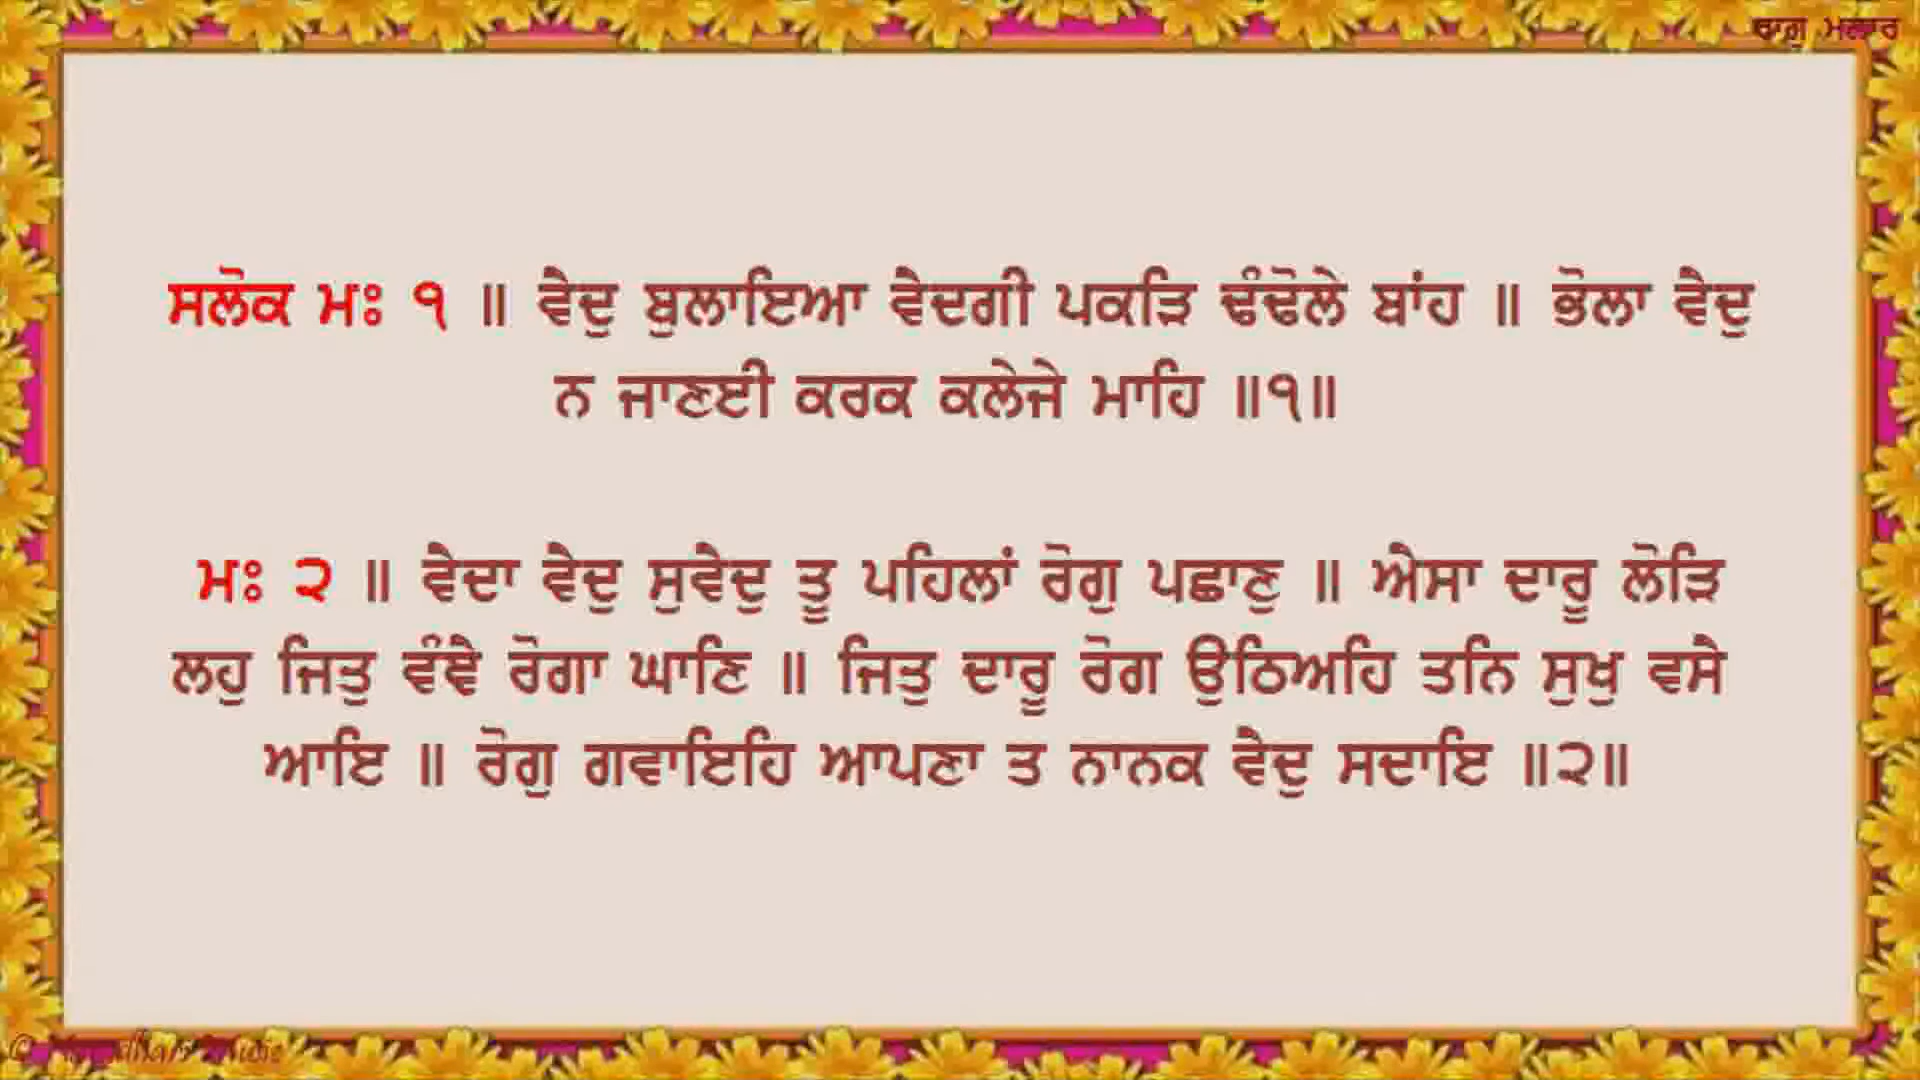 ਰਾਗੁ ਮਲਾਰ
ਸਲੋਕ ਮਃ ੧ ॥ ਵੈਦੁ ਬੁਲਾਇਆ ਵੈਦਗੀ ਪਕੜਿ ਢੰਢੋਲੇ ਬਾਂਹ ॥ ਭੋਲਾ ਵੈਦੁ
ਨ ਜਾਣਈ ਕਰਕ ਕਲੇਜੇ ਮਾਹਿ ॥੧॥
ਮਃ ੨ ॥ ਵੈਦਾ ਵੈਦੁ ਸੁਵੈਦੁ ਤੂ ਪਹਿਲਾਂ ਰੋਗੁ ਪਛਾਣੁ ॥ ਐਸਾ ਦਾਰੂ ਲੋੜਿ
ਲਹੁ ਜਿਤੁ ਵੰਞੈ ਰੋਗਾ ਘਾਣਿ ॥ ਜਿਤੁ ਦਾਰੂ ਰੋਗ ਉਠਿਅਹਿ ਤਨਿ ਸੁਖੁ ਵਸੈ
ਆਇ ॥ ਰੋਗੁ ਗਵਾਇਹਿ ਆਪਣਾ ਤ ਨਾਨਕ ਵੈਦੁ ਸਦਾਇ ॥੨॥